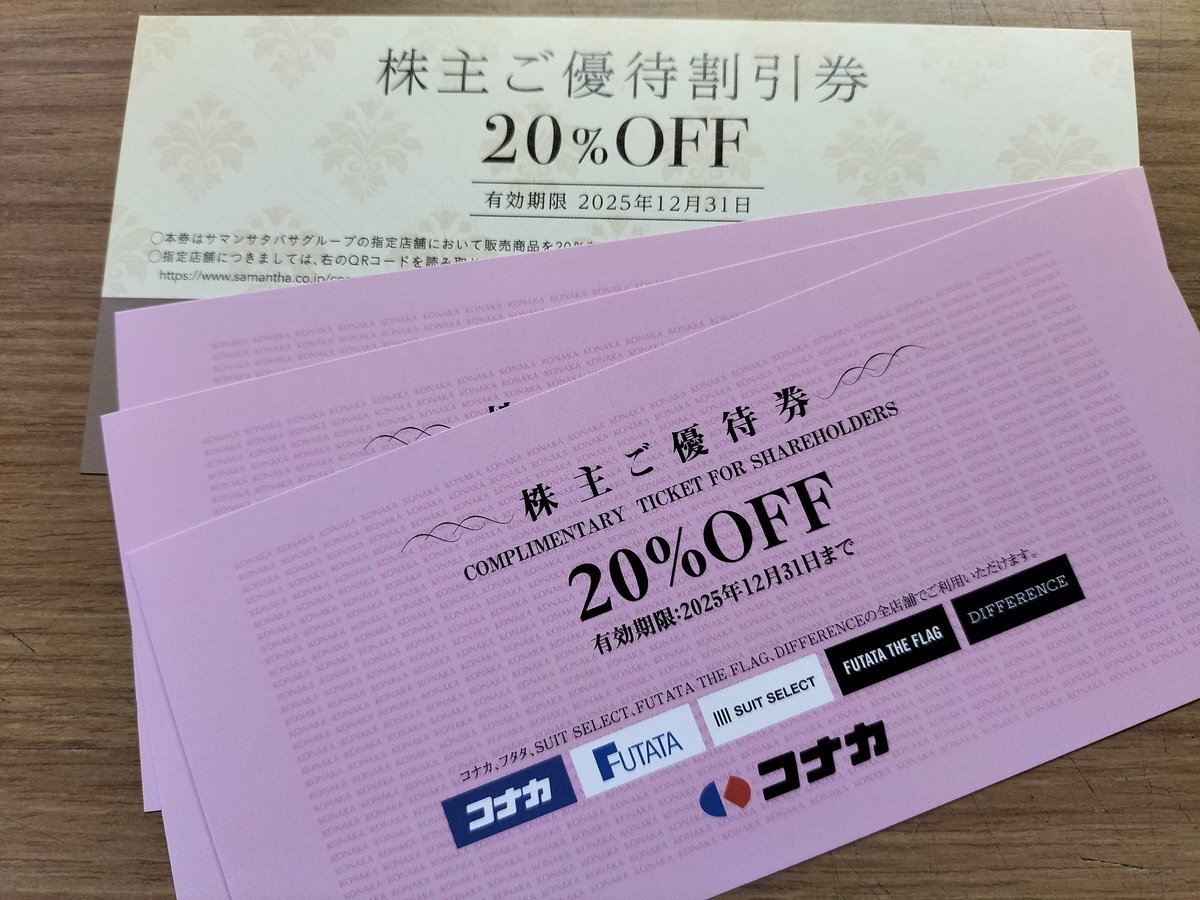 株主ご優待割引券
20%OFF
有効期限 2025年12月31日
○本券はサマンサタバサグループの指定店舗において販売商品を20%
○指定店舗につきましては、右のQRコードを読み取り
https://www.samantha.co.jp/co
株主ご優待券
COMPLIMENTARY TICKET FOR SHAREHOLDERS
20%OFF
有効期限:2025年12月31日まで
コナカ、フタタ、SUIT SELECT、FUTATA THE FLAG、DIFFERENCEの全店舗でご利用いただけます。
コナカ FUTATA SUIT SELECT FUTATA THE FLAG DIFFERENCE
コナカ